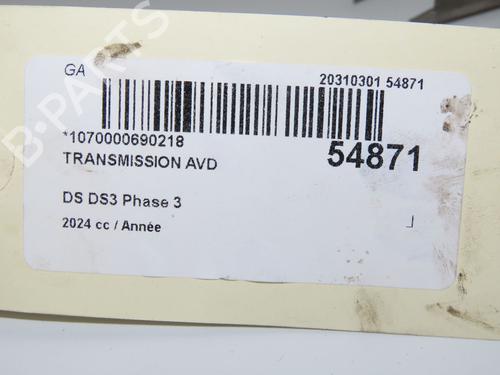 GA
20310301 54871
*1070000690218
54871
TRANSMISSION AVD
DS DS3 Phase 3
2024 cc / Année
B-PARTS